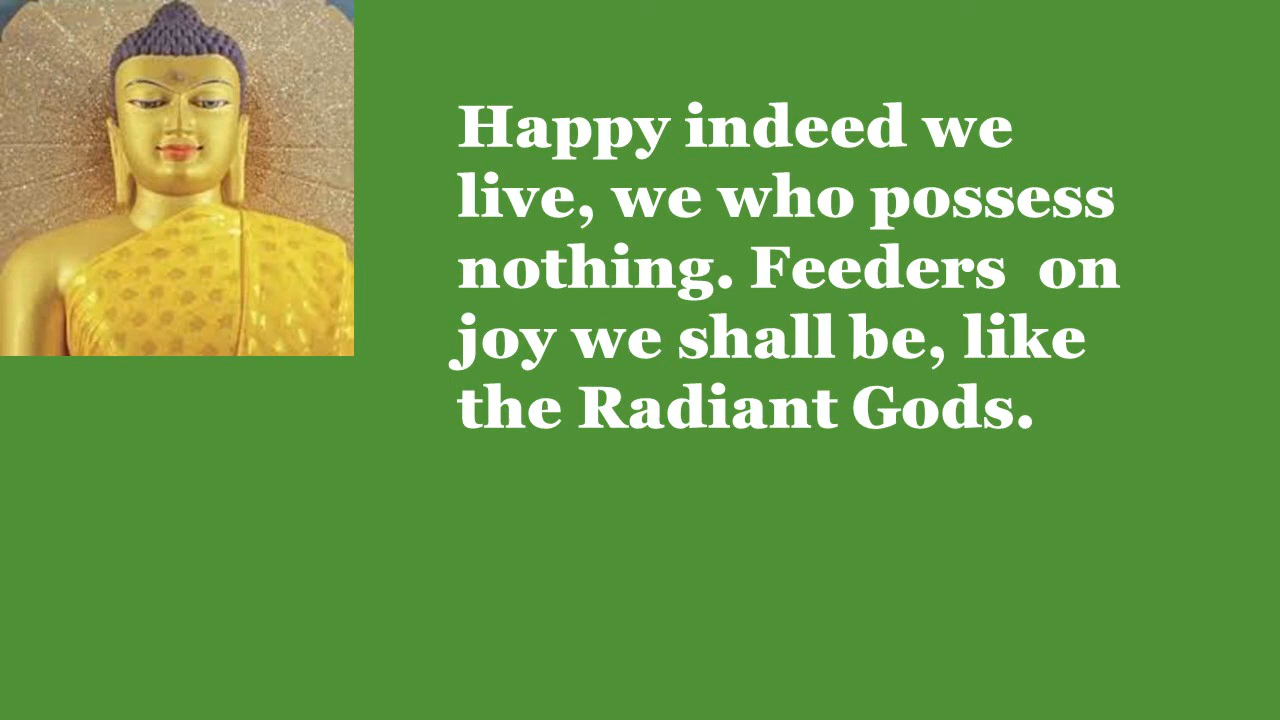 Happy indeed we
live, we who possess
nothing. Feeders  on
joy we shall be, like
the Radiant Gods.